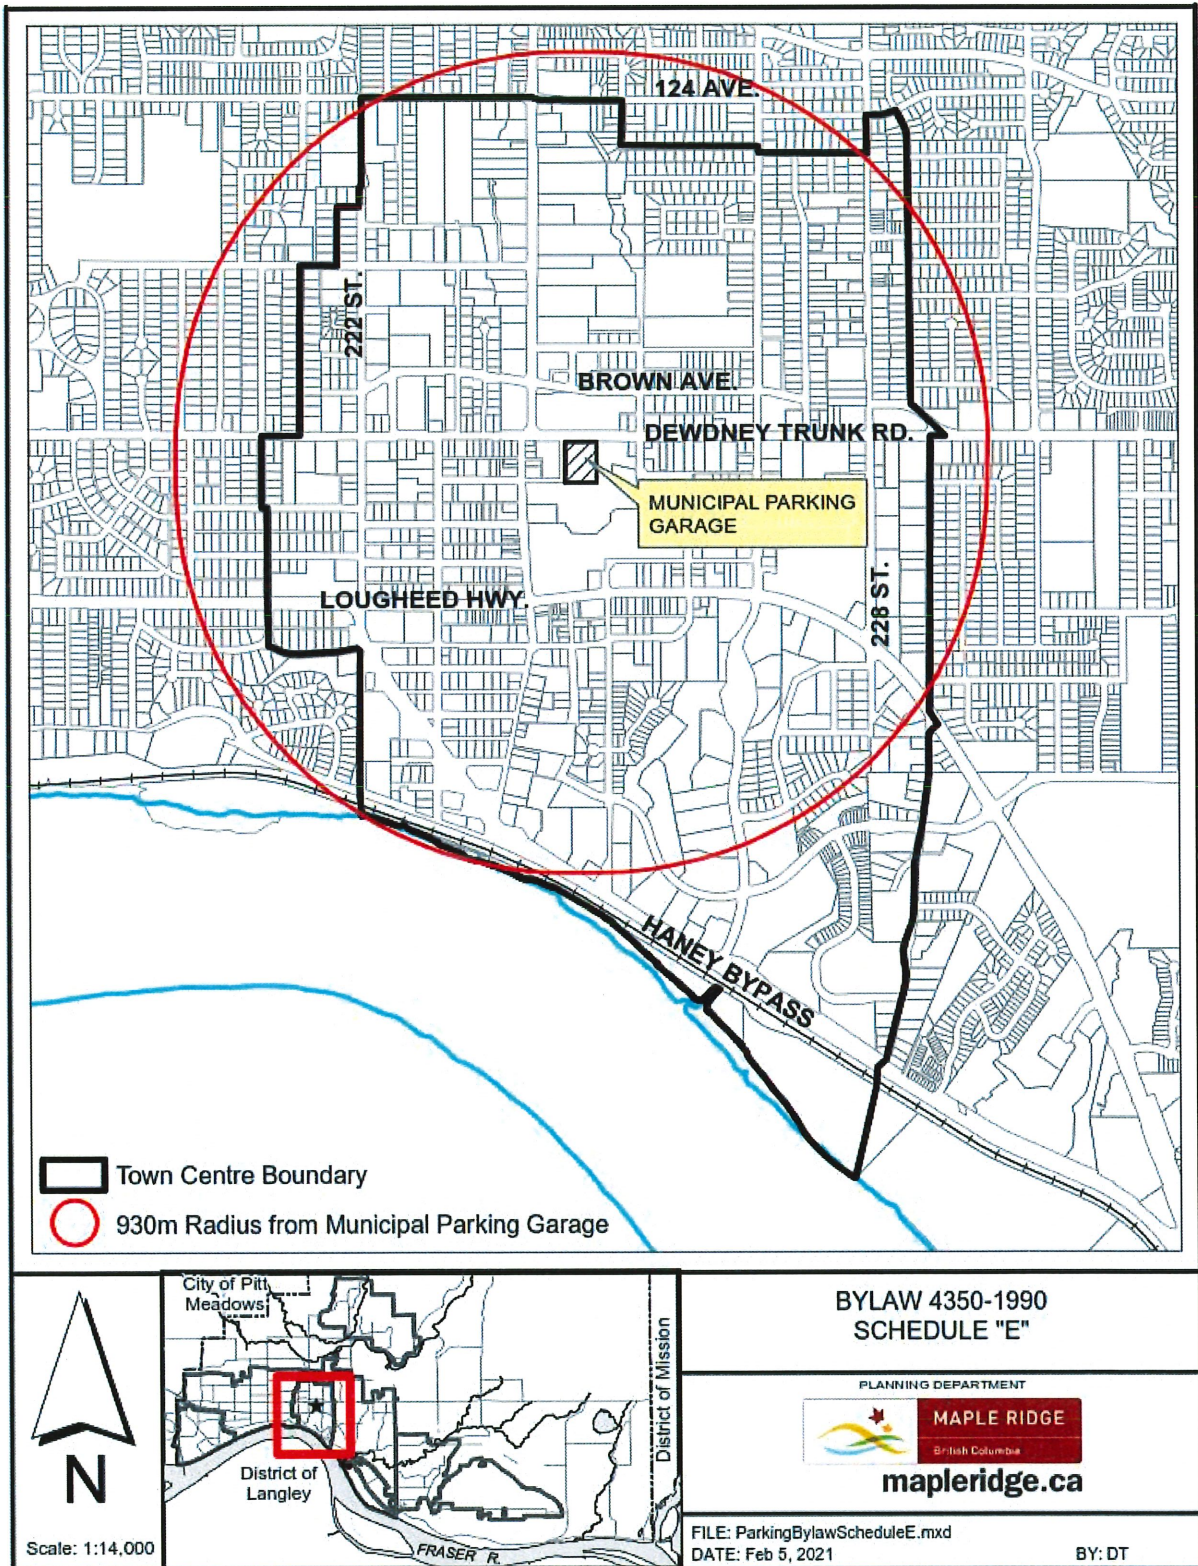 124 AVE.
222 ST.
BROWN AVE.
DEWDNEY TRUNK RD.
MUNICIPAL PARKING
GARAGE
LOUGHEED HWY.
228 ST.
HANEY BYPASS
Town Centre Boundary
930m Radius from Municipal Parking Garage
N
Scale: 1:14,000
City of Pitt
Meadows
District of Mission
District of
Langley
FRASER R.
BYLAW 4350-1990
SCHEDULE "E"
PLANNING DEPARTMENT
MAPLE RIDGE
British Columbia
mapleridge.ca
FILE: ParkingBylawScheduleE.mxd
DATE: Feb 5, 2021
BY: DT